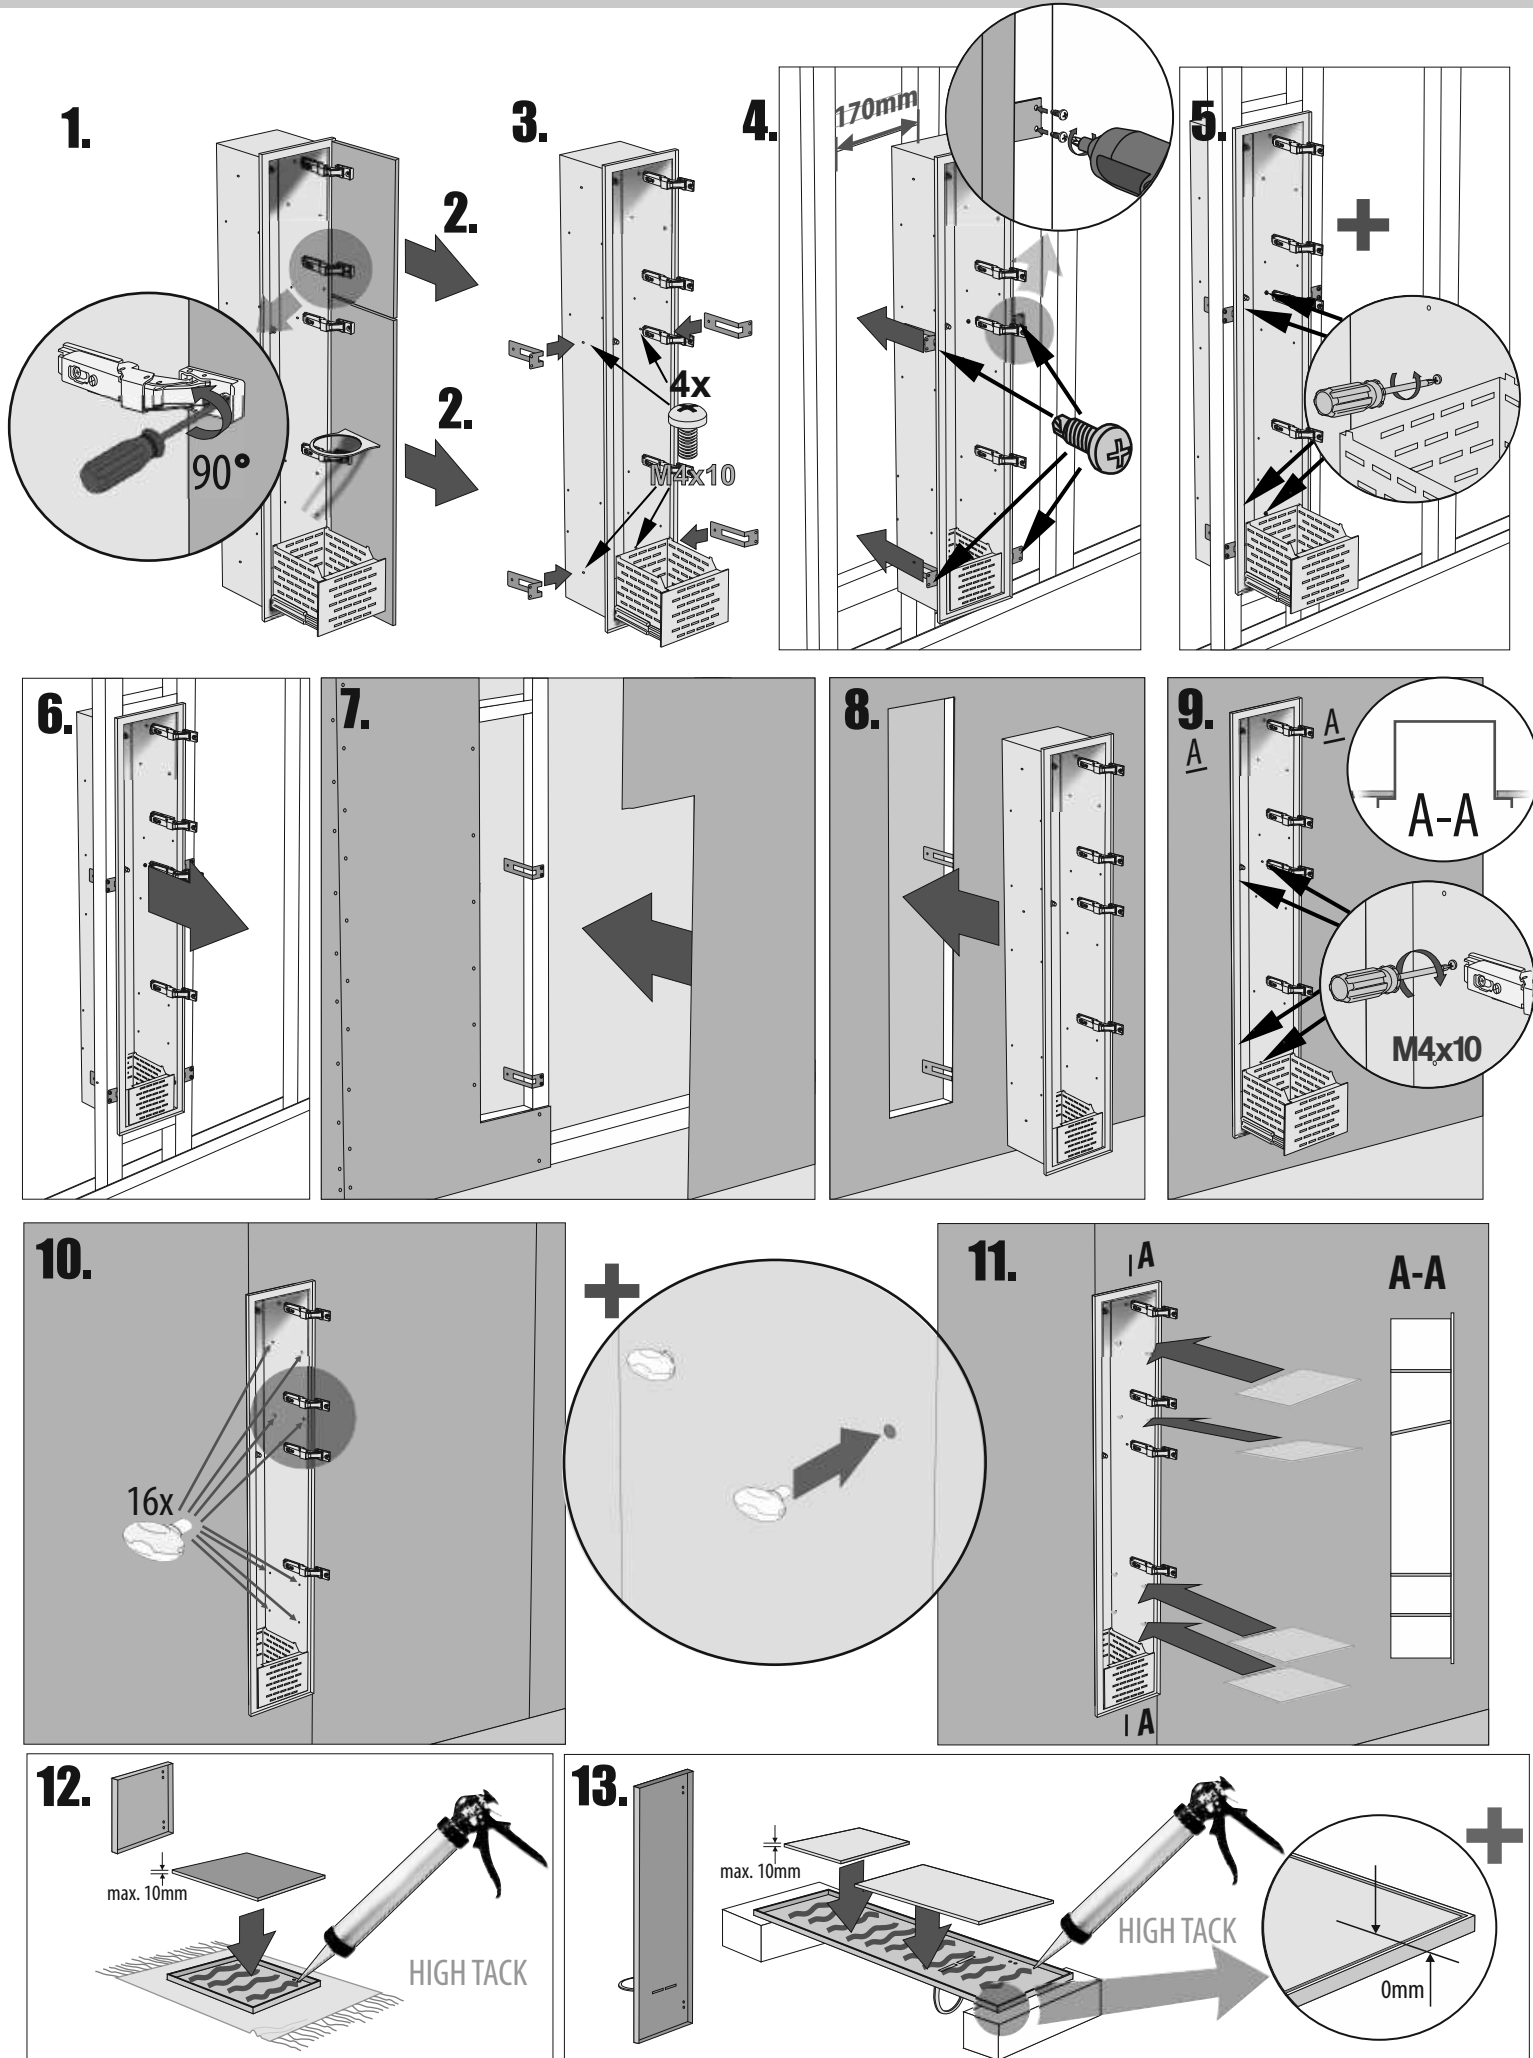 1.
90°
2.
2.
3.
4x
M4x10
4.
170mm
5.
6.
7.
8.
9.
A
A
A-A
M4x10
10.
16x
11.
A
A-A
A
12.
max. 10mm
HIGH TACK
13.
max. 10mm
HIGH TACK
0mm